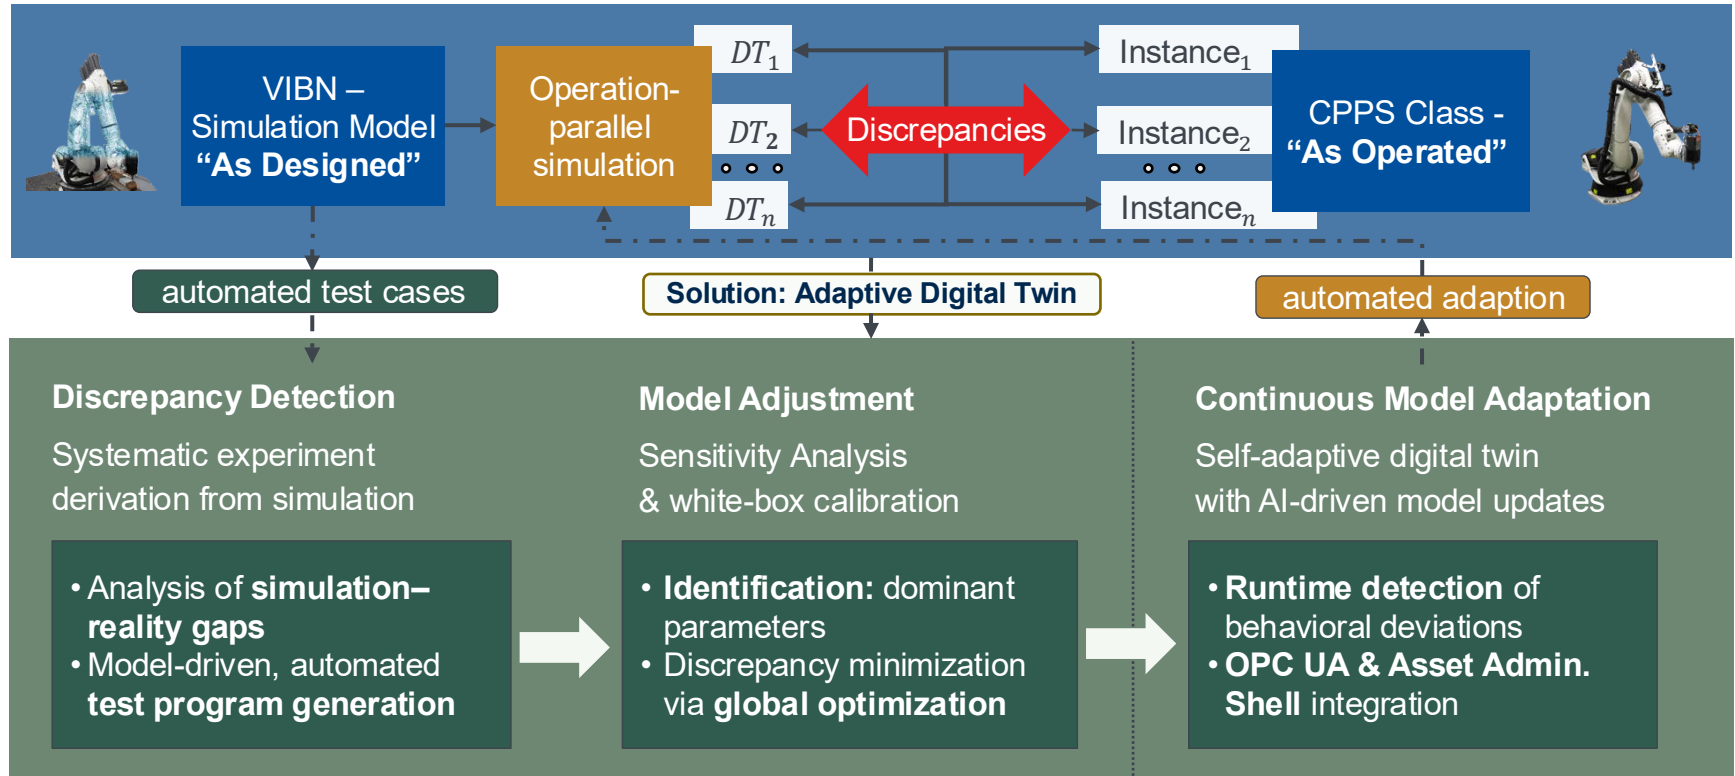 VIBN –
Simulation Model
“As Designed”
Operation-
parallel
simulation
DT1
DT2
DTn
Discrepancies
Instance1
Instance2
Instancen
CPPS Class -
“As Operated”
automated test cases
Solution: Adaptive Digital Twin
automated adaption
Discrepancy Detection
Systematic experiment
derivation from simulation
• Analysis of simulation–
reality gaps
• Model-driven, automated
test program generation
Model Adjustment
Sensitivity Analysis
& white-box calibration
• Identification: dominant
parameters
• Discrepancy minimization
via global optimization
Continuous Model Adaptation
Self-adaptive digital twin
with AI-driven model updates
• Runtime detection of
behavioral deviations
• OPC UA & Asset Admin.
Shell integration